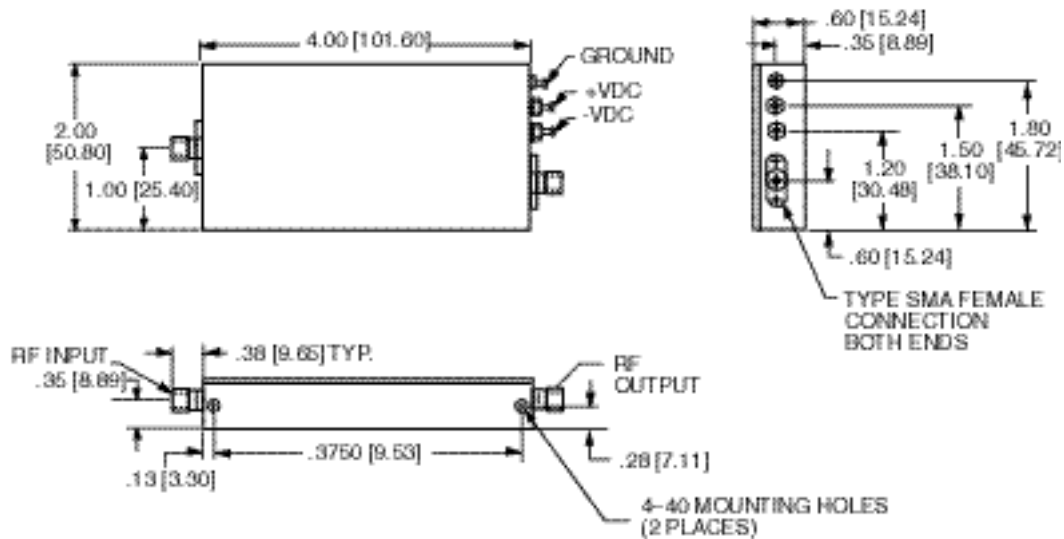 4.00 [101.60]
GROUND
+VDC
-VDC
2.00
[50.80]
1.00 [25.40]
.60 [15.24]
.35 [8.89]
1.80
[45.72]
1.50
[38.10]
1.20
[30.48]
.60 [15.24]
TYPE SMA FEMALE
CONNECTION
BOTH ENDS
RF INPUT
.38 [9.65] TYP.
.35 [8.89]
RF
OUTPUT
.3750 [9.53]
.28 [7.11]
.13 [3.30]
4-40 MOUNTING HOLES
(2 PLACES)